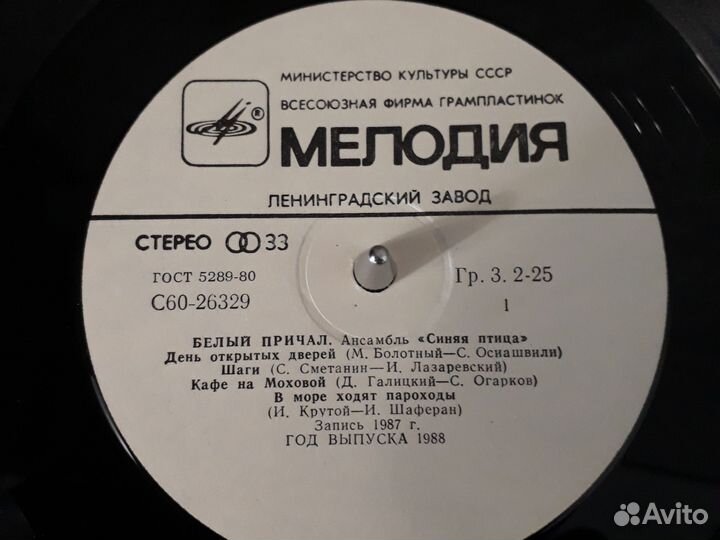 МИНИСТЕРСТВО КУЛЬТУРЫ СССР
ВСЕСОЮЗНАЯ ФИРМА ГРАМПЛАСТИНОК
®
МЕЛОДИЯ
ЛЕНИНГРАДСКИЙ ЗАВОД
СТЕРЕО 33
ГОСТ 5289-80
Гр. 3. 2-25
С60-26329
1
БЕЛЫЙ ПРИЧАЛ. Ансамбль «Синяя птица»
День открытых дверей (М. Болотный—С. Осиашвили)
Шаги (С. Сметанин—И. Лазаревский)
Кафе на Моховой (Д. Галицкий—С. Огарков)
В море ходят пароходы
(И. Крутой—И. Шаферан)
Запись 1987 г.
ГОД ВЫПУСКА 1988
Avito